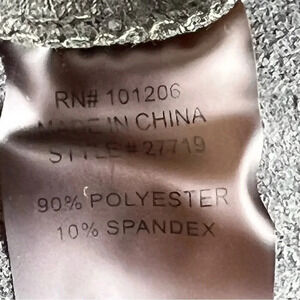 RN# 101206
MADE IN CHINA
STYLE # 27719
90% POLYESTER
10% SPANDEX